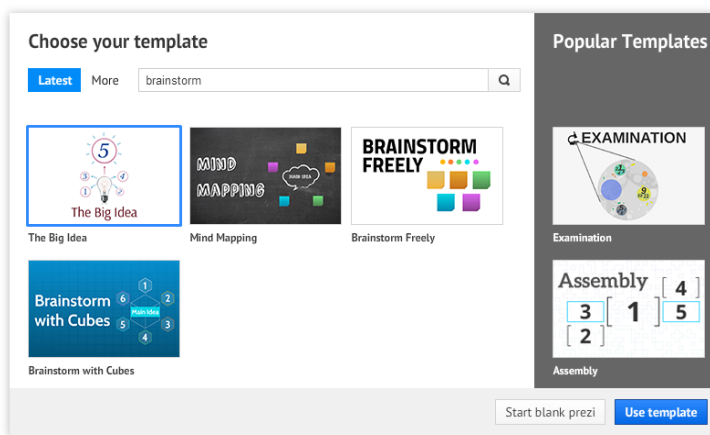 Choose your template
Popular Templates
Latest
More
brainstorm
5
3
4
1
2
The Big Idea
MIND
MAPPING
MAIN IDEA
BRAINSTORM
FREELY
EXAMINATION
The Big Idea
Mind Mapping
Brainstorm Freely
Examination
Brainstorm
with Cubes
1
6
2
Main Idea
5
3
4
Assembly
4
3
1
5
2
Brainstorm with Cubes
Assembly
Start blank prezi
Use template